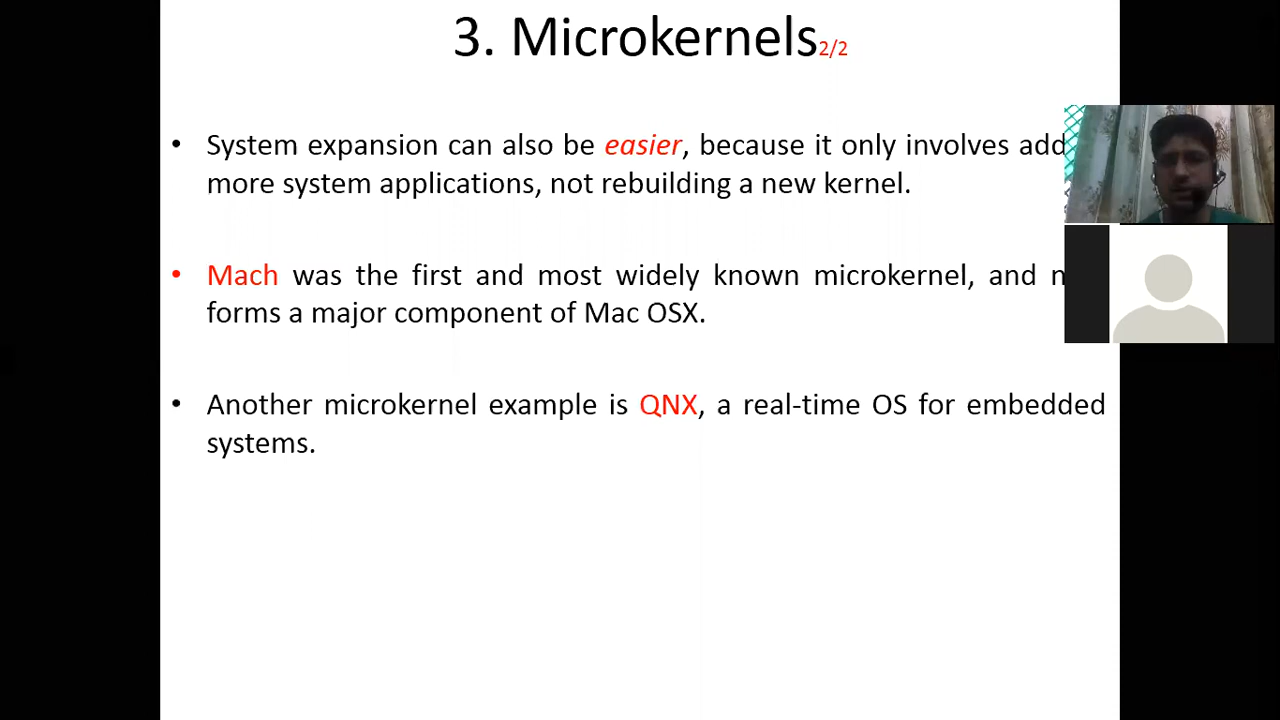 3. Microkernels2/2
• System expansion can also be easier, because it only involves add
more system applications, not rebuilding a new kernel.
• Mach was the first and most widely known microkernel, and
forms a major component of Mac OSX.
• Another microkernel example is QNX, a real-time OS for embedded
systems.